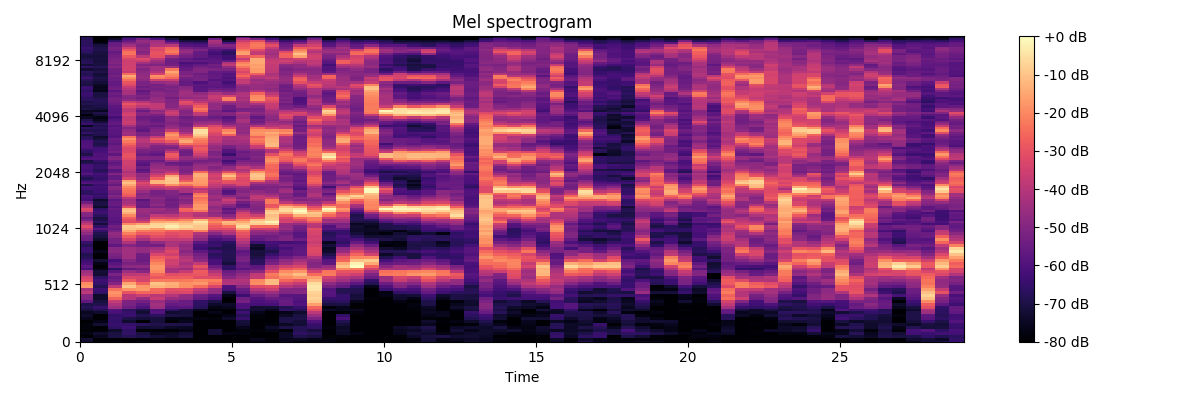 Mel spectrogram
Hz
8192
4096
2048
1024
512
0
0 5 10 15 20 25
Time
+0 dB
-10 dB
-20 dB
-30 dB
-40 dB
-50 dB
-60 dB
-70 dB
-80 dB